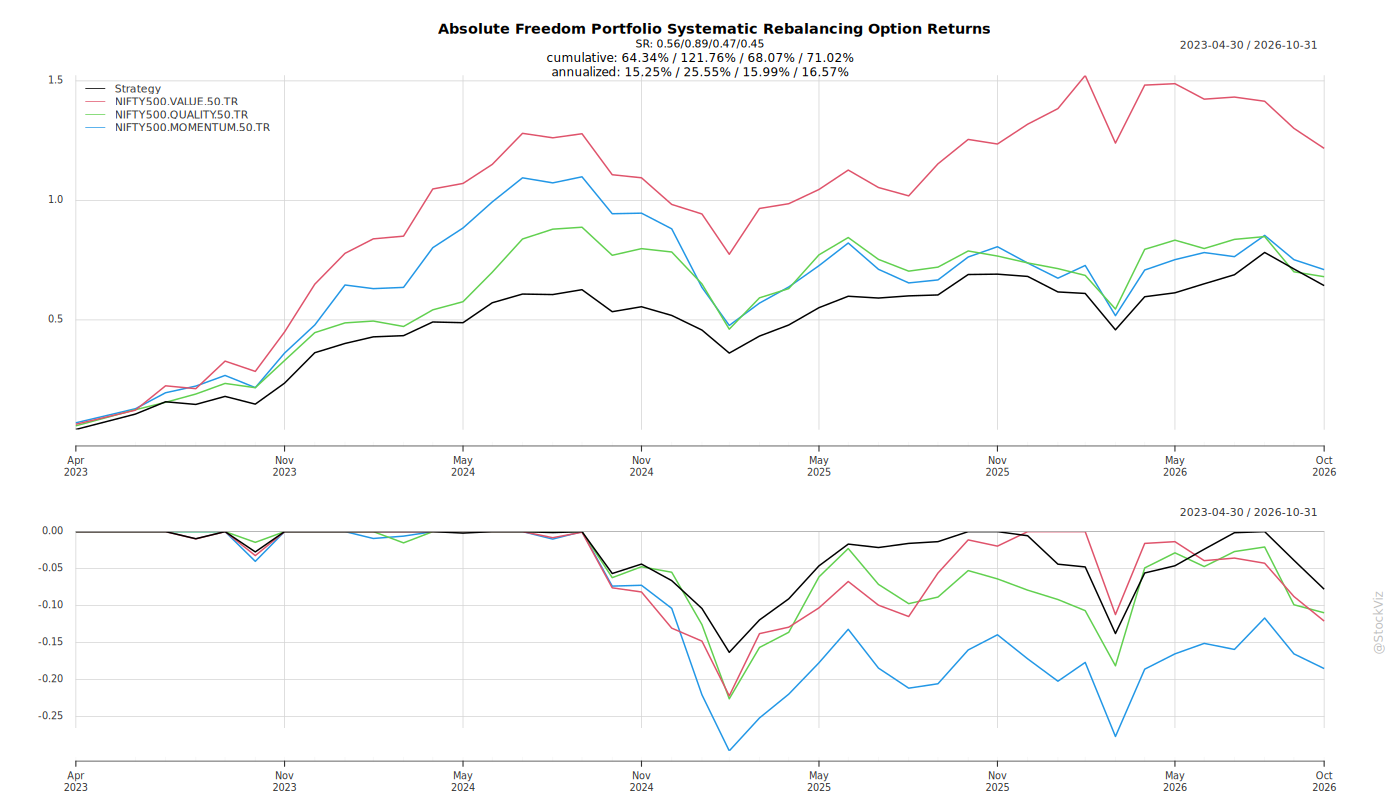 Absolute Freedom Portfolio Systematic Rebalancing Option Returns
SR: 0.56/0.89/0.47/0.45
cumulative: 64.34% / 121.76% / 68.07% / 71.02%
annualized: 15.25% / 25.55% / 15.99% / 16.57%
2023-04-30 / 2026-10-31
Strategy
NIFTY500.VALUE.50.TR
NIFTY500.QUALITY.50.TR
NIFTY500.MOMENTUM.50.TR
1.5
1.0
0.5
Apr Nov May Nov May Nov May Oct
2023 2023 2024 2024 2025 2025 2026 2026
2023-04-30 / 2026-10-31
0.00
-0.05
-0.10
-0.15
-0.20
-0.25
Apr Nov May Nov May Nov May Oct
2023 2023 2024 2024 2025 2025 2026 2026
@StockViz